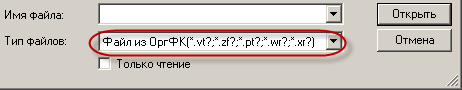 Имя файла: Открыть
Тип файлов: Файл из ОргФК(*.vt?;*.zf?;*.pt?;*.wr?;*.xr?) Отмена
Только чтение